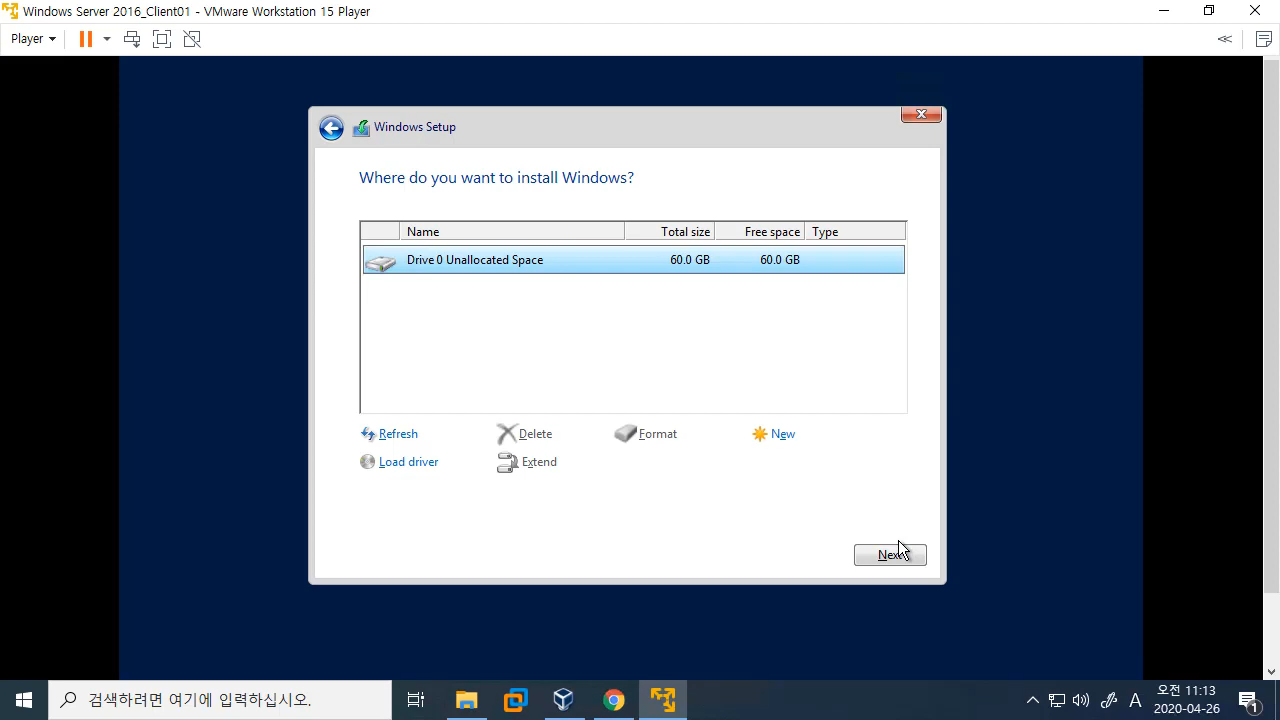 Windows Server 2016_Client01 - VMware Workstation 15 Player
Player
Windows Setup
Where do you want to install Windows?
Name Total size Free space Type
Drive 0 Unallocated Space 60.0 GB 60.0 GB
Refresh Delete Format New
Load driver Extend
Next
검색하려면 여기에 입력하십시오.
A
오전 11:13
2020-04-26
1